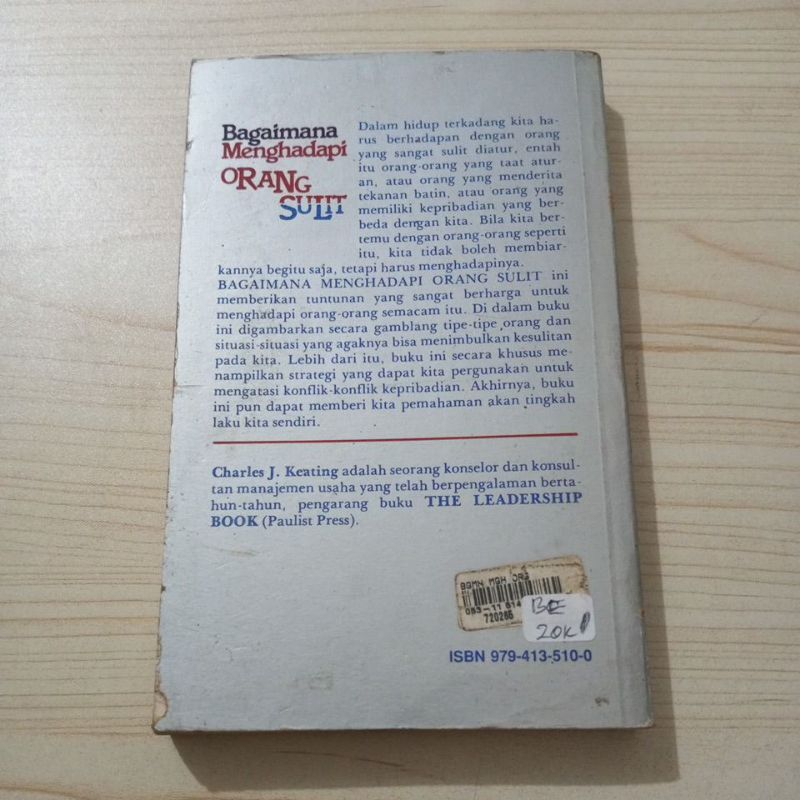 Bagaimana
Menghadapi
ORANG
SULIT
Dalam hidup terkadang kita ha-
rus berhadapan dengan orang
yang sangat sulit diatur, entah
itu orang-orang yang taat atur-
an, atau orang yang menderita
tekanan batin, atau orang yang
memiliki kepribadian yang ber-
beda dengan kita. Bila kita ber-
temu dengan orang-orang seperti
itu, kita tidak boleh membiar-
kannya begitu saja, tetapi harus menghadapinya.
BAGAIMANA MENGHADAPI ORANG SULIT ini
memberikan tuntunan yang sangat berharga untuk
menghadapi orang-orang semacam itu. Di dalam buku
ini digambarkan secara gamblang tipe-tipe orang dan
situasi-situasi yang agaknya bisa menimbulkan kesulitan
pada kita. Lebih dari itu, buku ini secara khusus me-
nampilkan strategi yang dapat kita pergunakan untuk
mengatasi konflik-konflik kepribadian. Akhirnya, buku
ini pun dapat memberi kita pemahaman akan tingkah
laku kita sendiri.
Charles J. Keating adalah seorang konselor dan konsul-
tan manajemen usaha yang telah berpengalaman berta-
hun-tahun, pengarang buku THE LEADERSHIP
BOOK (Paulist Press).
BGMN MGH ORG
720266
20K
ISBN 979-413-510-0